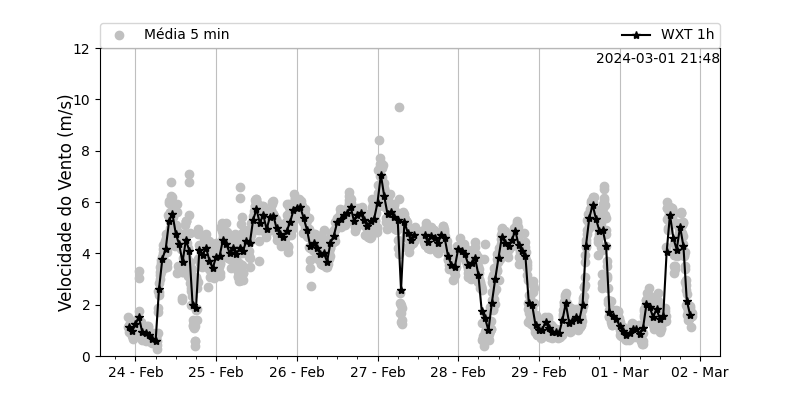 Média 5 min
WXT 1h
2024-03-01 21:48
Velocidade do Vento (m/s)
12
10
8
6
4
2
0
24 - Feb 25 - Feb 26 - Feb 27 - Feb 28 - Feb 29 - Feb 01 - Mar 02 - Mar